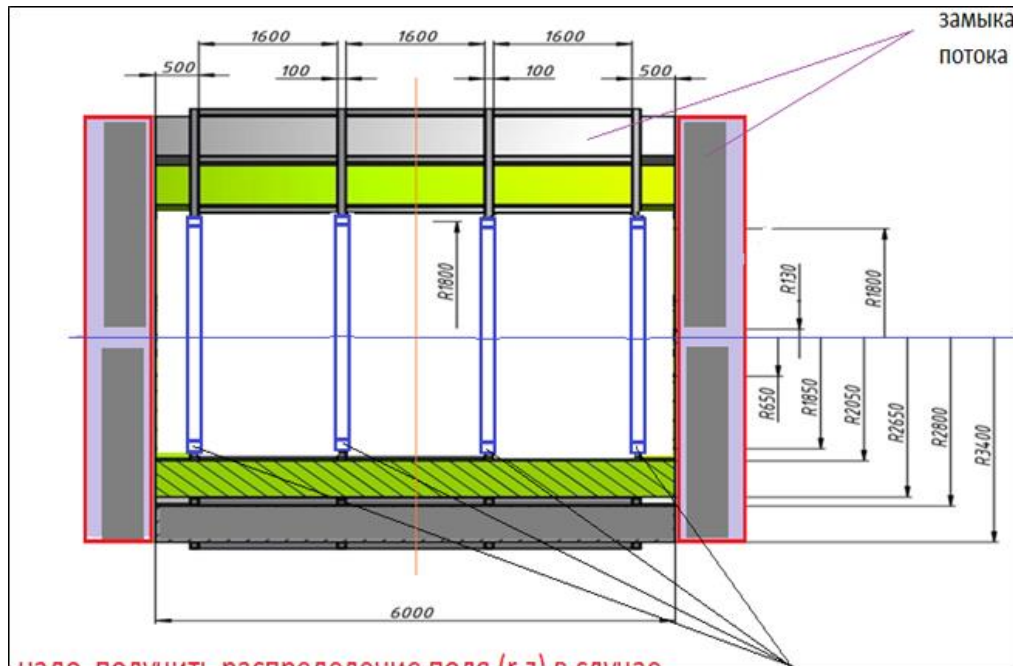 замыка
потока
1600 1600 1600
500 100 100 500
R1800
R130
R1800
R650
R1850
R2050
R2650
R2800
R3400
6000
надо получить распределение поля (r,z) в случае